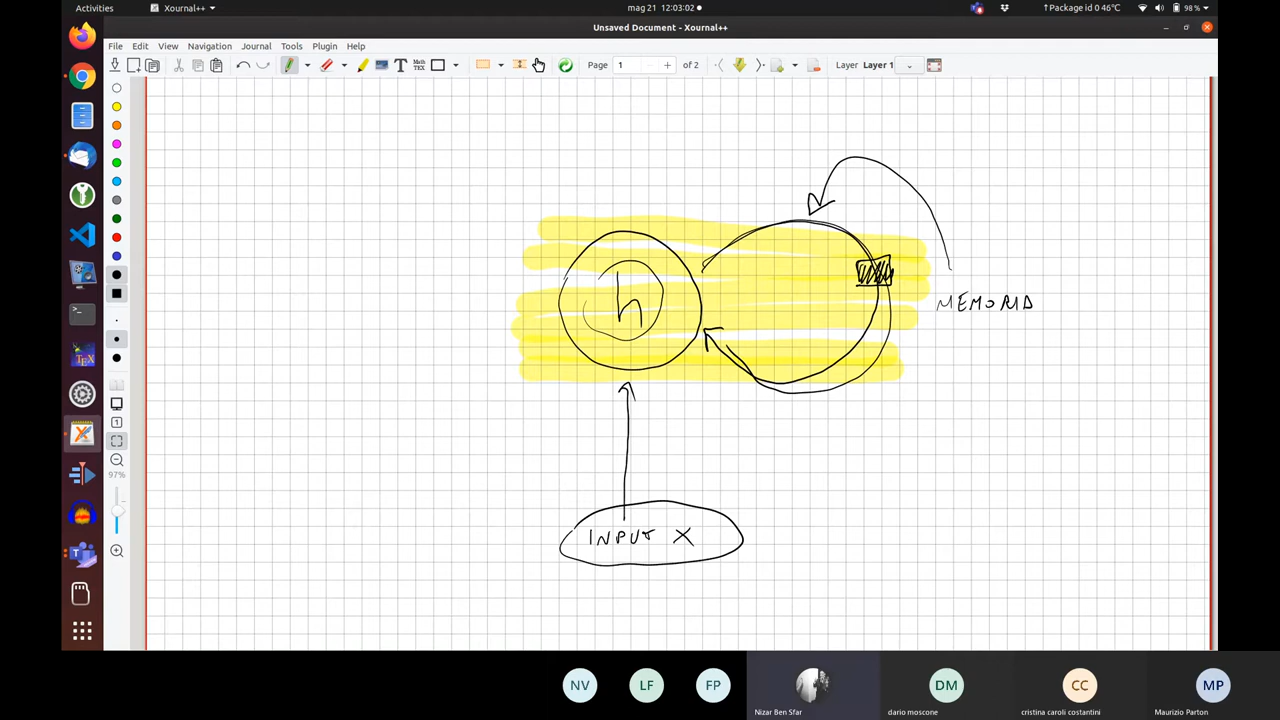 Activities Xournal++ mag 21 12:03:02 ↑Package id 0 46°C 98 %
Unsaved Document - Xournal++
File Edit View Navigation Journal Tools Plugin Help
Page 1 of 2 Layer Layer 1
97%
h
MEMORIA
INPUT X
NV LF FP DM CC MP
Nizar Ben Sfar dario moscone cristina caroli costantini Maurizio Parton